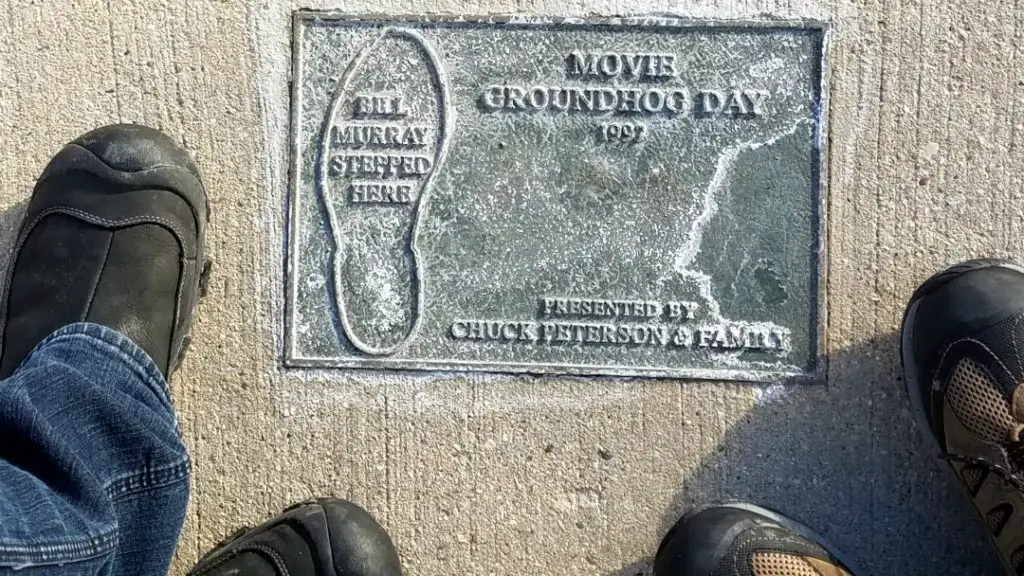 BILL
MURRAY
STEPPED
HERE
MOVIE
GROUNDHOG DAY
1992
PRESENTED BY
CHUCK PETERSON & FAMILY